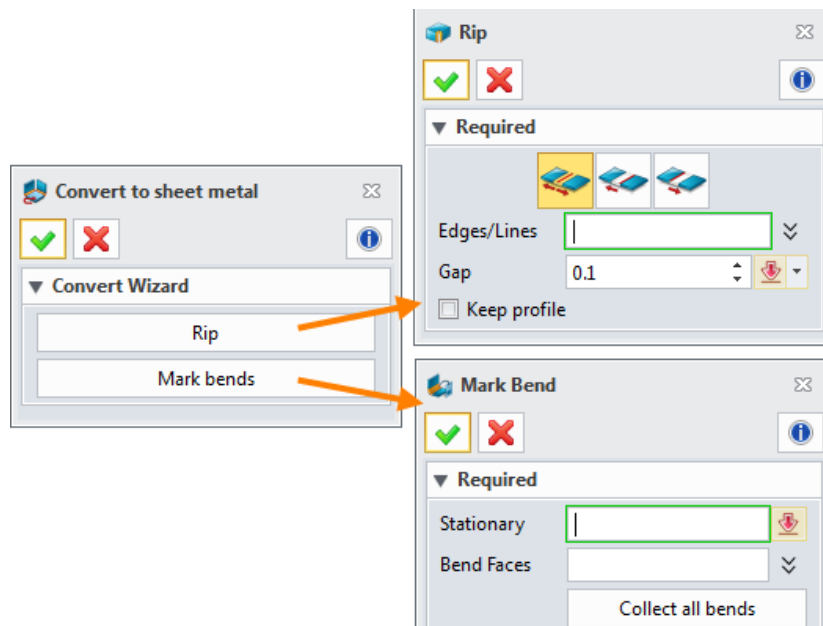 Convert to sheet metal
Convert Wizard
Rip
Mark bends
Rip
Required
Edges/Lines
Gap 0.1
Keep profile
Mark Bend
Required
Stationary
Bend Faces
Collect all bends